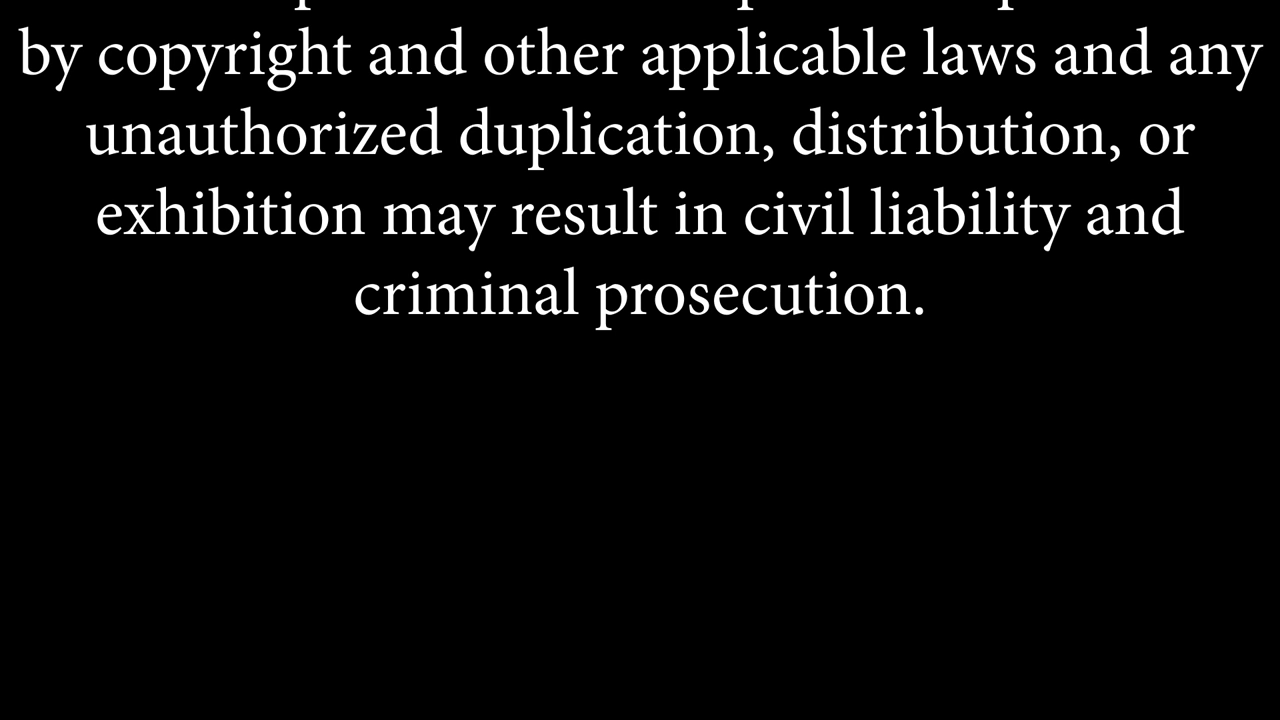 by copyright and other applicable laws and any
unauthorized duplication, distribution, or
exhibition may result in civil liability and
criminal prosecution.